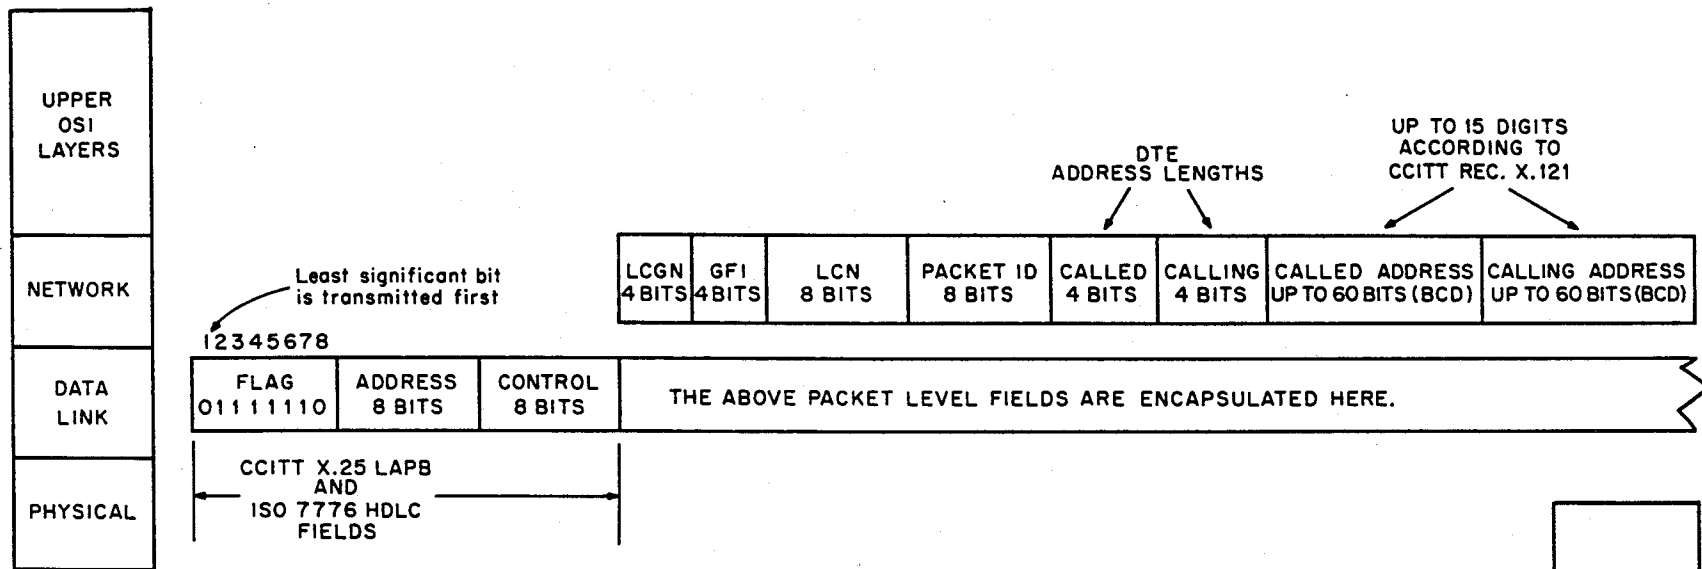 UPPER
OSI
LAYERS
DTE
ADDRESS LENGTHS
UP TO 15 DIGITS
ACCORDING TO
CCITT REC. X.121
NETWORK
Least significant bit
is transmitted first
LCGN
4 BITS
GFI
4 BITS
LCN
8 BITS
PACKET ID
8 BITS
CALLED
4 BITS
CALLING
4 BITS
CALLED ADDRESS
UP TO 60 BITS (BCD)
CALLING ADDRESS
UP TO 60 BITS (BCD)
12345678
DATA
LINK
FLAG
01111110
ADDRESS
8 BITS
CONTROL
8 BITS
THE ABOVE PACKET LEVEL FIELDS ARE ENCAPSULATED HERE.
PHYSICAL
CCITT X.25 LAPB
AND
ISO 7776 HDLC
FIELDS